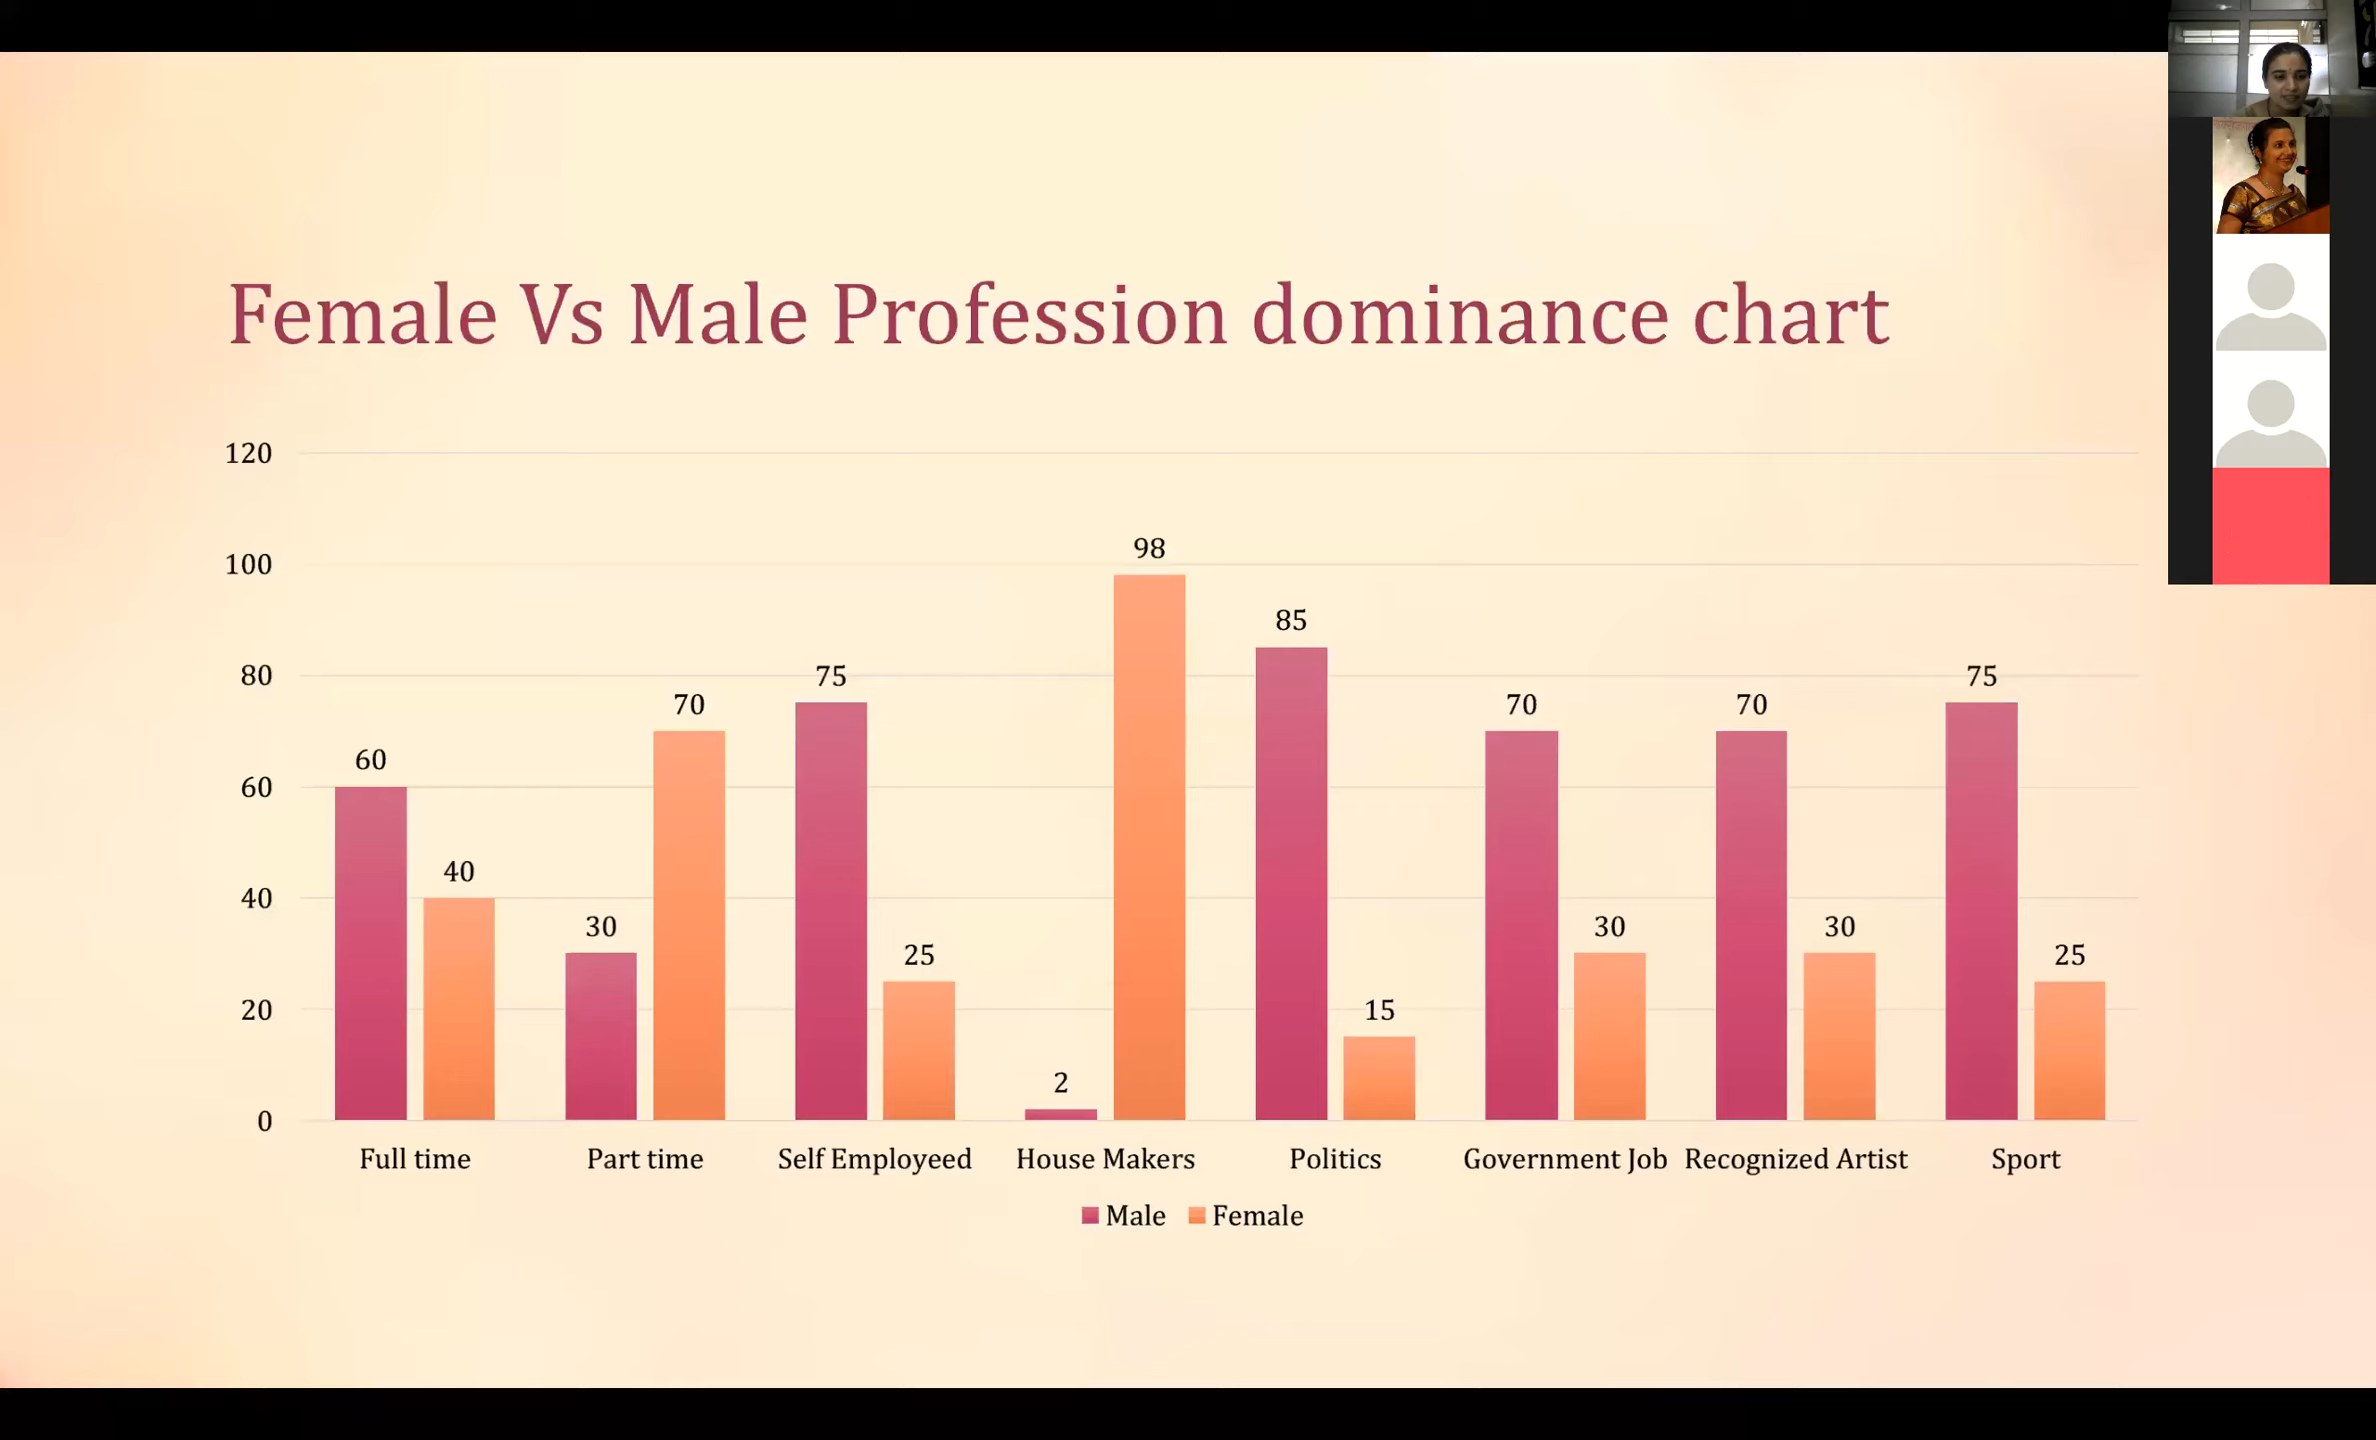 Female Vs Male Profession dominance chart
120
100
80
60
40
20
0
60
40
30
70
75
25
2
98
85
15
70
30
70
30
75
25
Full time
Part time
Self Employeed
House Makers
Politics
Government Job
Recognized Artist
Sport
Male
Female